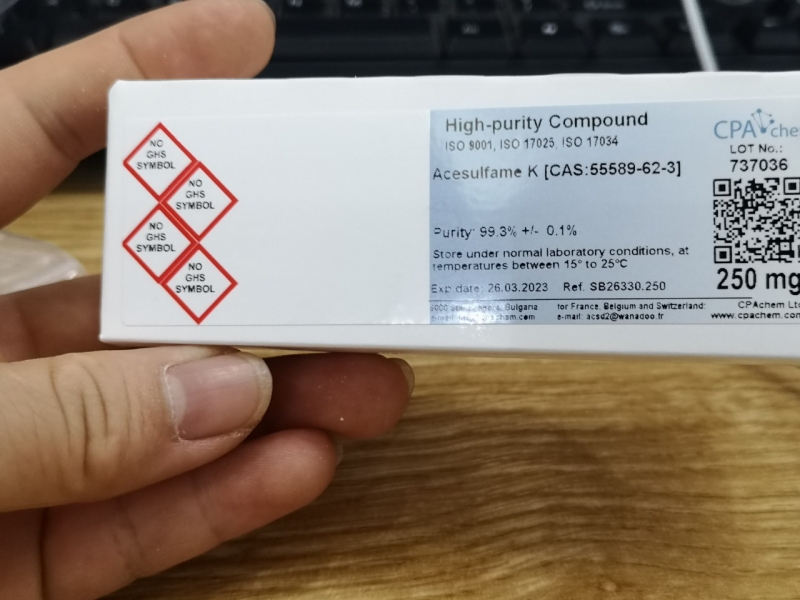 NO
GHS
SYMBOL
NO
GHS
SYMBOL
NO
GHS
SYMBOL
NO
GHS
SYMBOL
High-purity Compound
ISO 9001, ISO 17025, ISO 17034
Acesulfame K [CAS:55589-62-3]
Purity: 99.3% +/- 0.1%
Store under normal laboratory conditions, at
temperatures between 15° to 25°C
Exp date: 26.03.2023 Ref. SB26330.250
Bulgaria
for France, Belgium and Switzerland:
e-mail: acsd2@wanadoo.fr
CPAchem
LOT No.:
737036
250 mg
CPAchem Ltd
www.cpachem.com